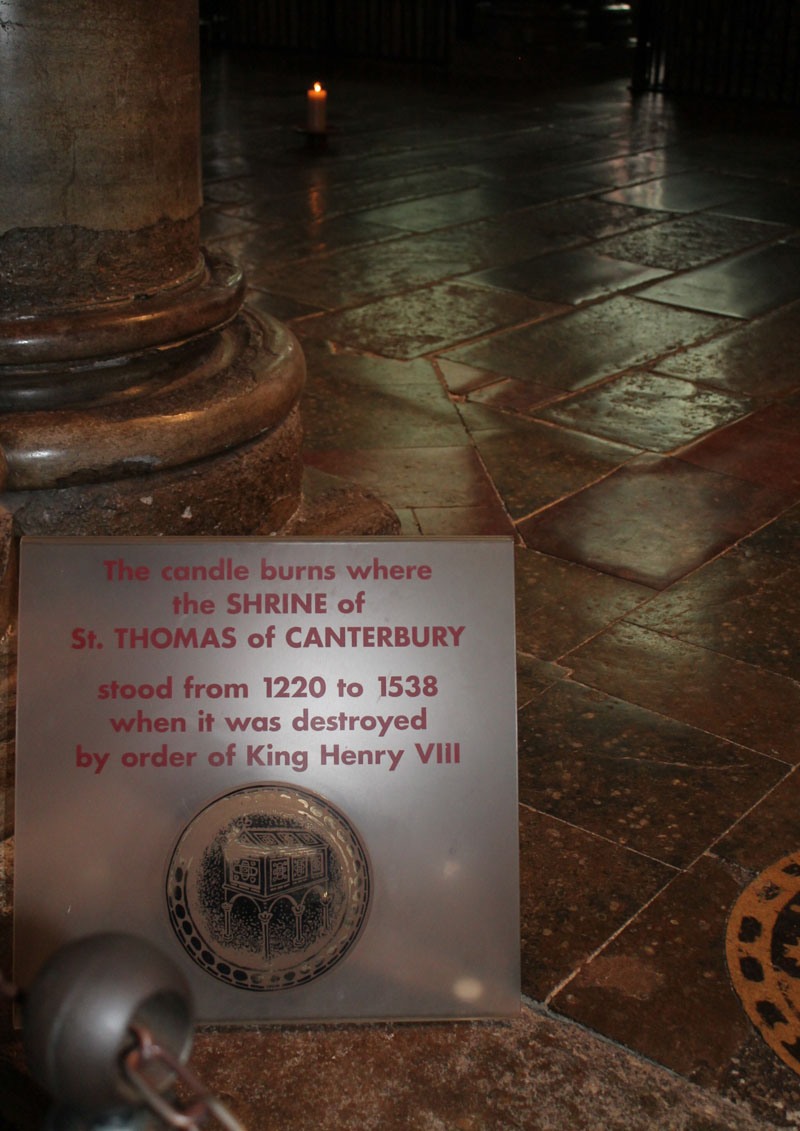 The candle burns where
the SHRINE of
St. THOMAS of CANTERBURY
stood from 1220 to 1538
when it was destroyed
by order of King Henry VIII